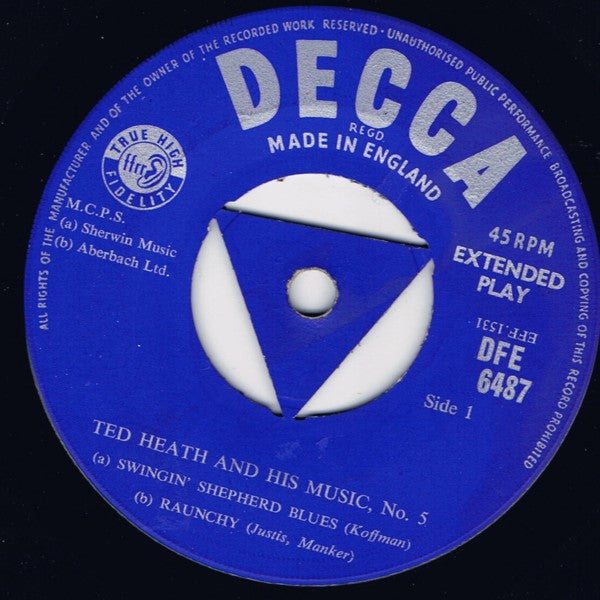 ALL RIGHTS OF THE MANUFACTURER AND OF THE OWNER OF THE RECORDED WORK RESERVED · UNAUTHORISED PUBLIC PERFORMANCE BROADCASTING AND COPYING OF THIS RECORD PROHIBITED
DECCA
REGD
MADE IN ENGLAND
TRUE HIGH
ffrr
FIDELITY
M.C.P.S.
(a) Sherwin Music
(b) Aberbach Ltd.
45 RPM
EXTENDED
PLAY
EFF.1531·
DFE
6487
Side 1
TED HEATH AND HIS MUSIC, No. 5
(a) SWINGIN' SHEPHERD BLUES (Koffman)
(b) RAUNCHY (Justis, Manker)